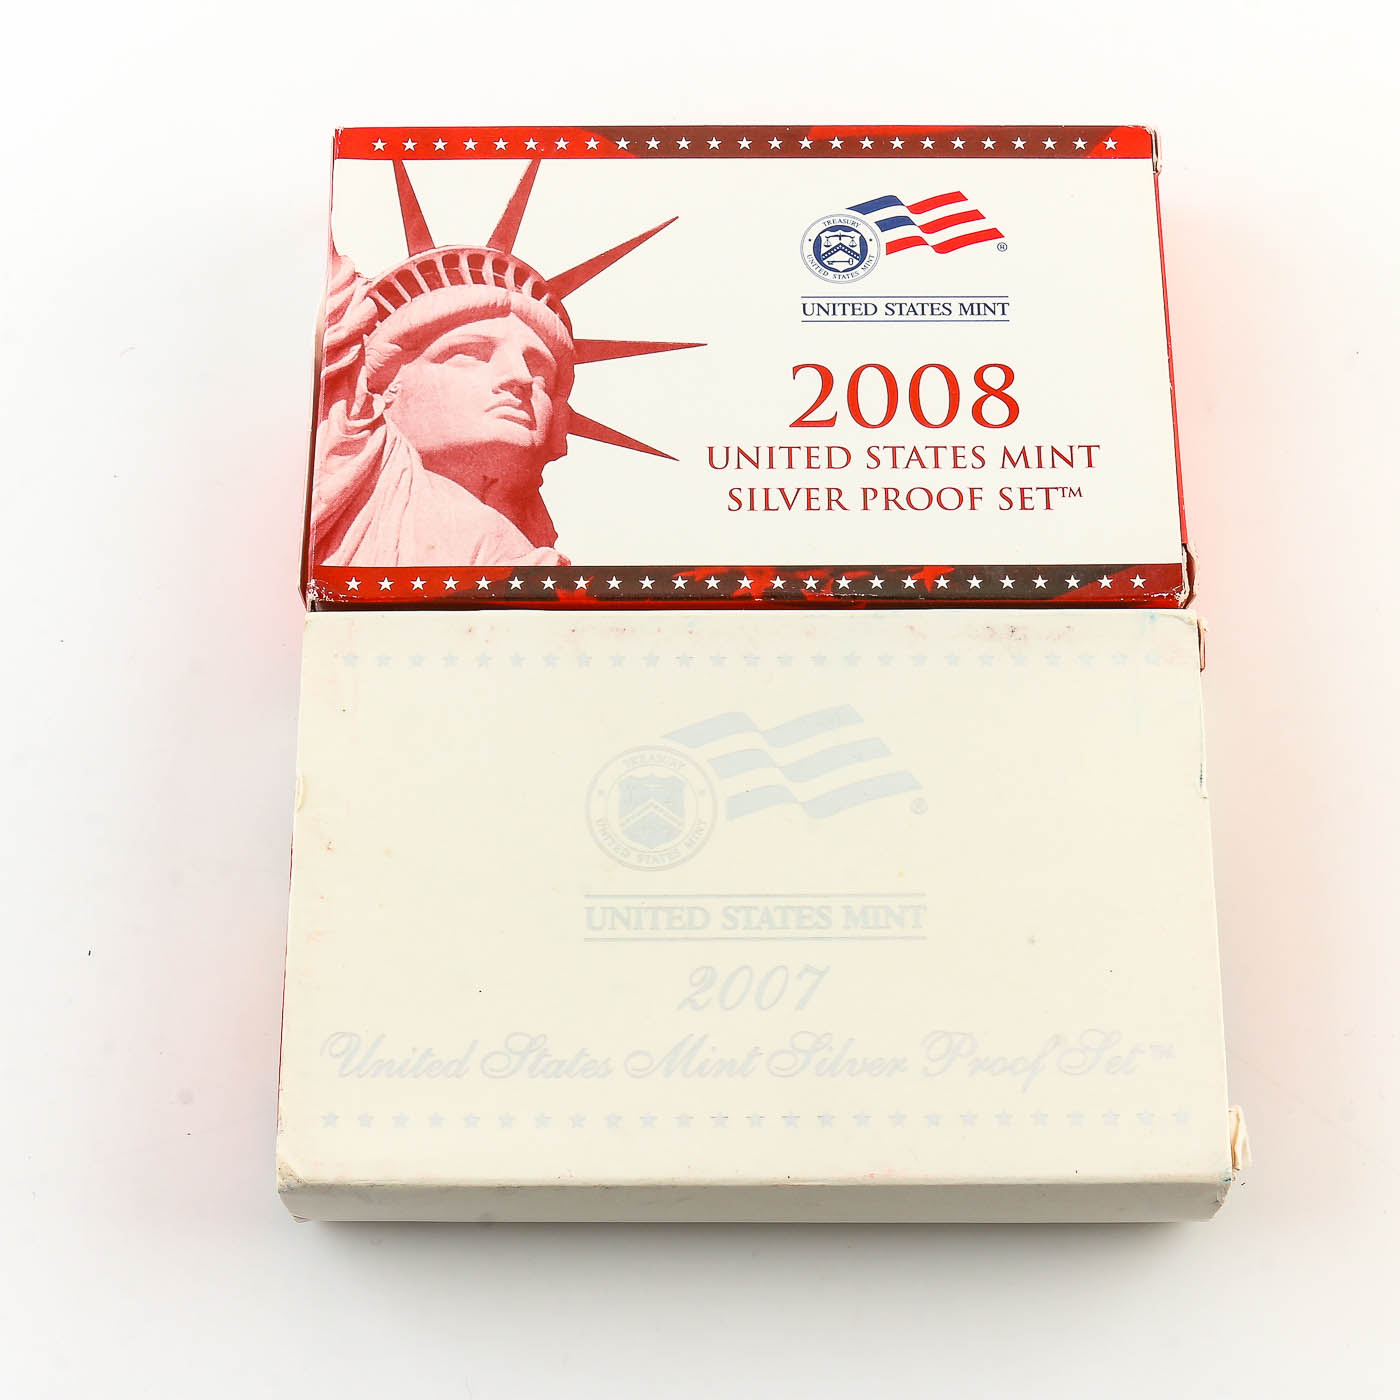 TREASURY
UNITED STATES MINT
®
UNITED STATES MINT
2008
UNITED STATES MINT
SILVER PROOF SET™
TREASURY
UNITED STATES MINT
®
UNITED STATES MINT
2007
United States Mint Silver Proof Set™